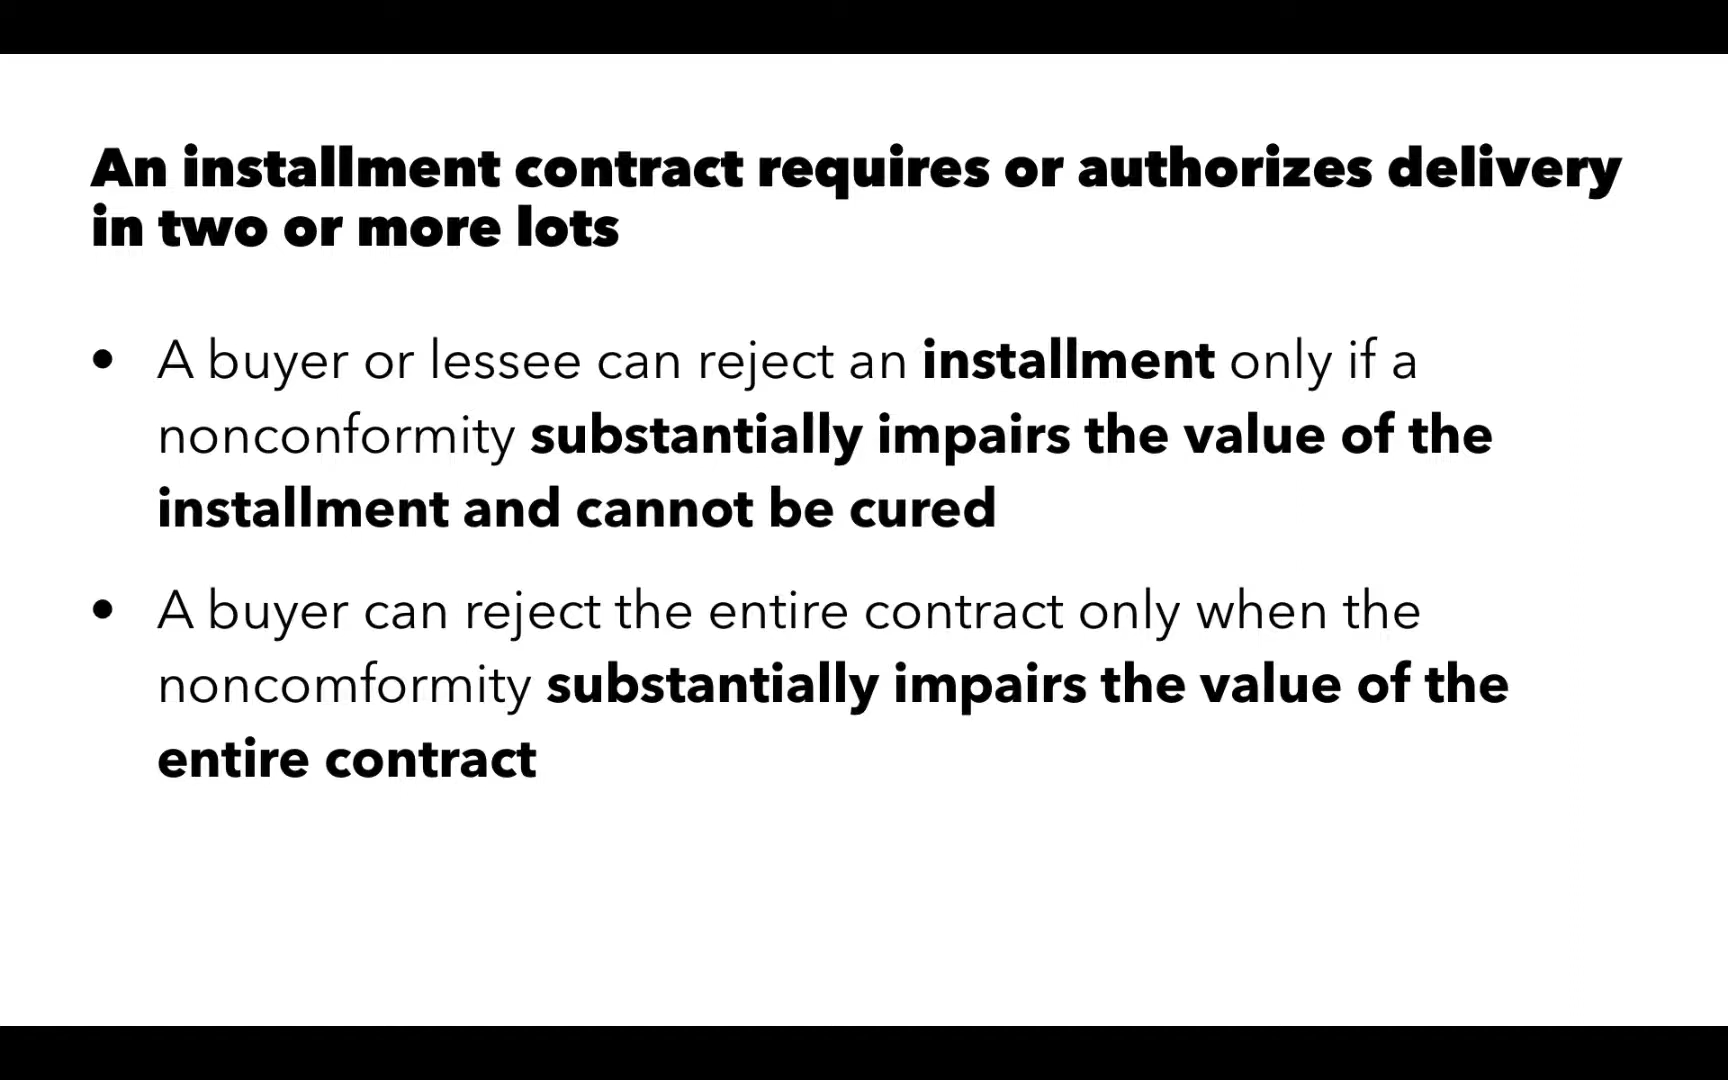 An installment contract requires or authorizes delivery
in two or more lots
• A buyer or lessee can reject an installment only if a
nonconformity substantially impairs the value of the
installment and cannot be cured
• A buyer can reject the entire contract only when the
noncomformity substantially impairs the value of the
entire contract